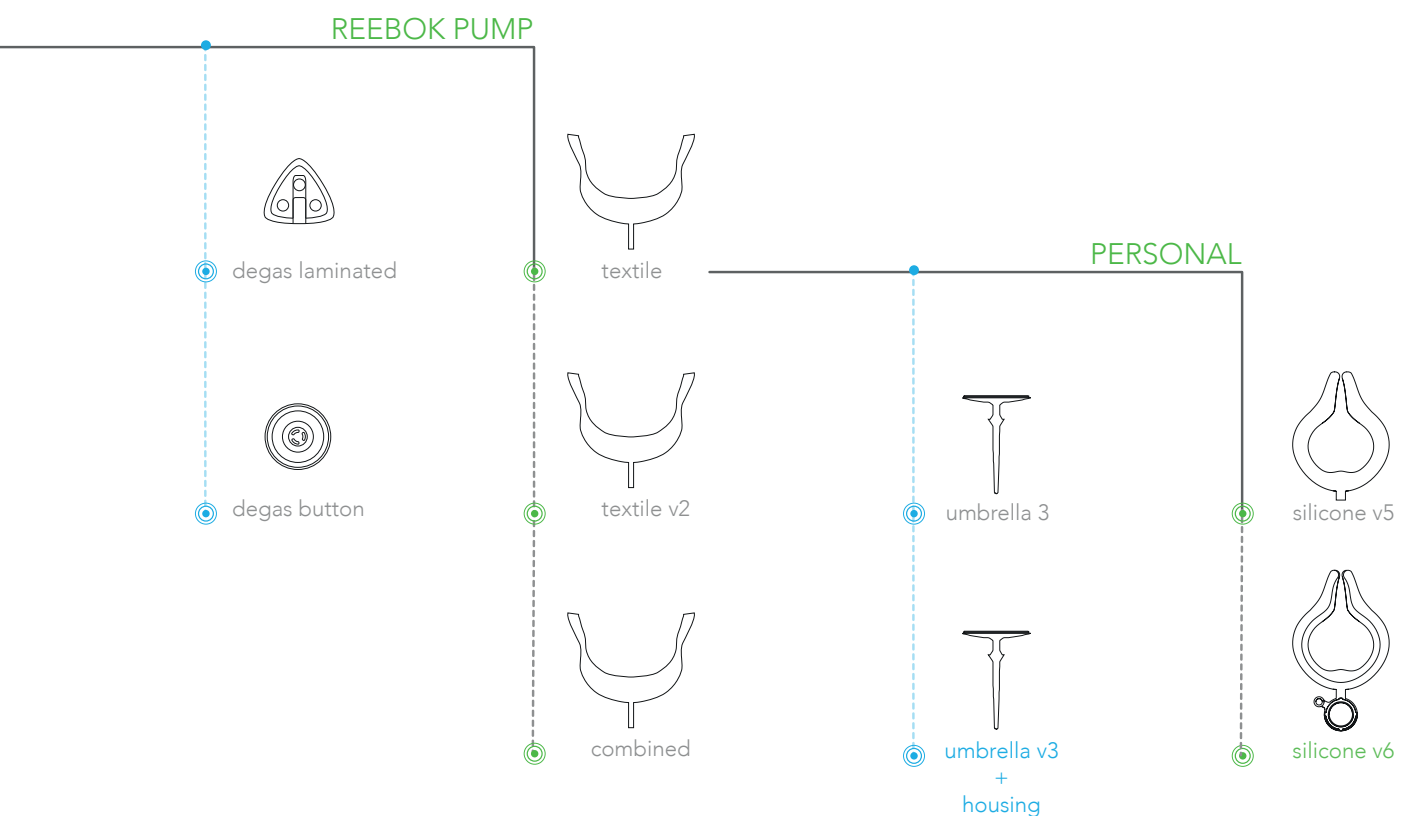 REEBOK PUMP
degas laminated
textile
PERSONAL
degas button
textile v2
umbrella 3
silicone v5
combined
umbrella v3
+
housing
silicone v6